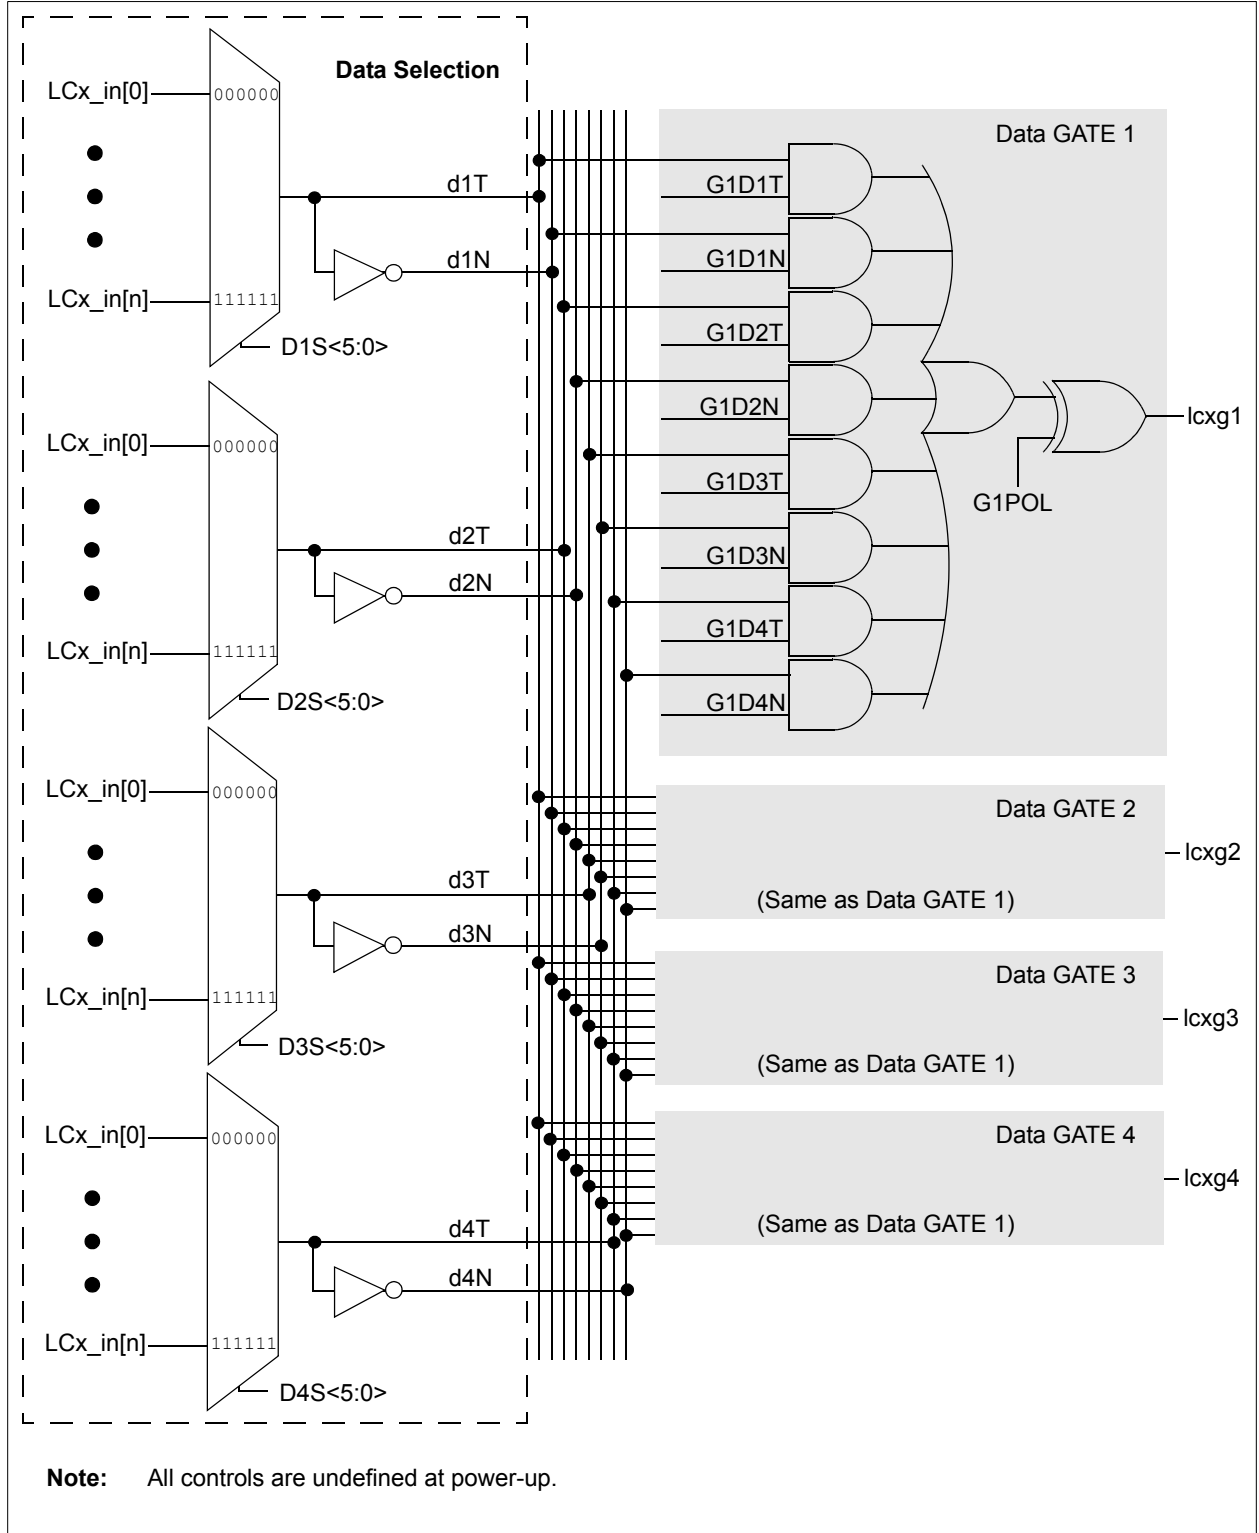 Data Selection
LCx_in[0]
000000
d1T
d1N
LCx_in[n]
111111
D1S<5:0>
LCx_in[0]
000000
d2T
d2N
LCx_in[n]
111111
D2S<5:0>
LCx_in[0]
000000
d3T
d3N
LCx_in[n]
111111
D3S<5:0>
LCx_in[0]
000000
d4T
d4N
LCx_in[n]
111111
D4S<5:0>
Data GATE 1
G1D1T
G1D1N
G1D2T
G1D2N
G1D3T
G1D3N
G1D4T
G1D4N
G1POL
lcxg1
Data GATE 2
(Same as Data GATE 1)
lcxg2
Data GATE 3
(Same as Data GATE 1)
lcxg3
Data GATE 4
(Same as Data GATE 1)
lcxg4
Note: All controls are undefined at power-up.